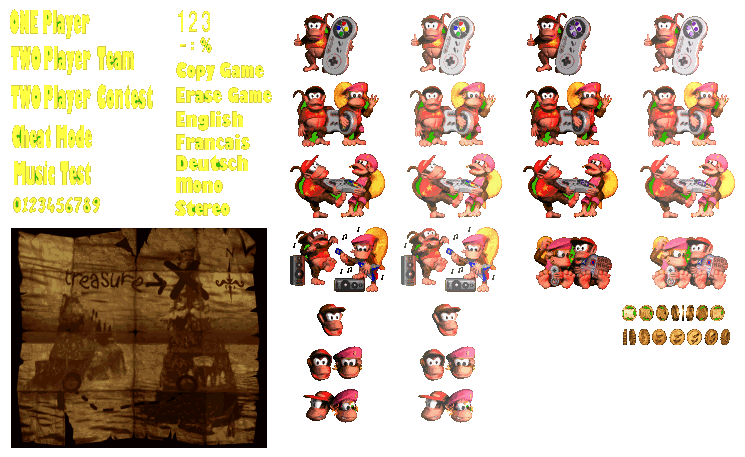 ONE Player
TWO Player Team
TWO Player Contest
Cheat Mode
Music Test
0123456789
123
- : %
Copy Game
Erase Game
English
Francais
Deutsch
Mono
Stereo
treasure
N